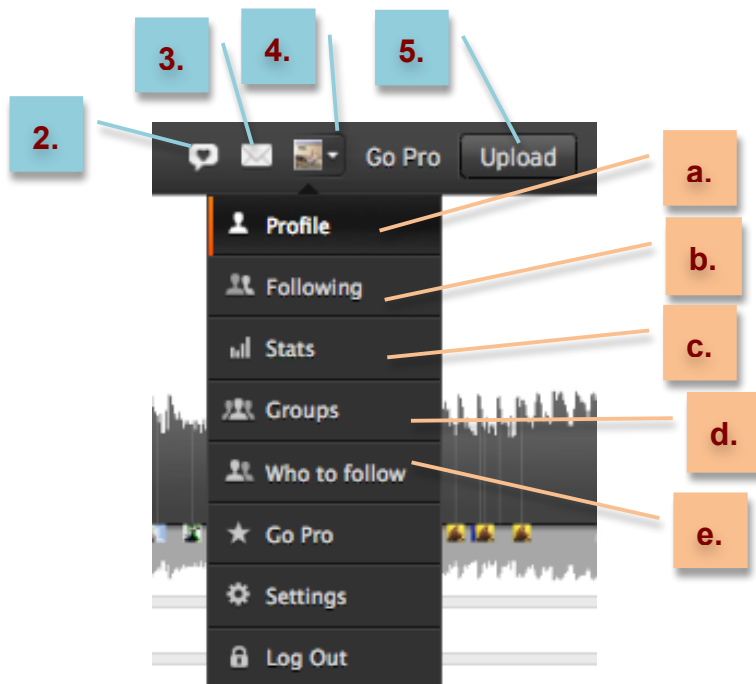 2.
3.
4.
5.
Go Pro
Upload
a.
Profile
b.
Following
c.
Stats
d.
Groups
e.
Who to follow
Go Pro
Settings
Log Out